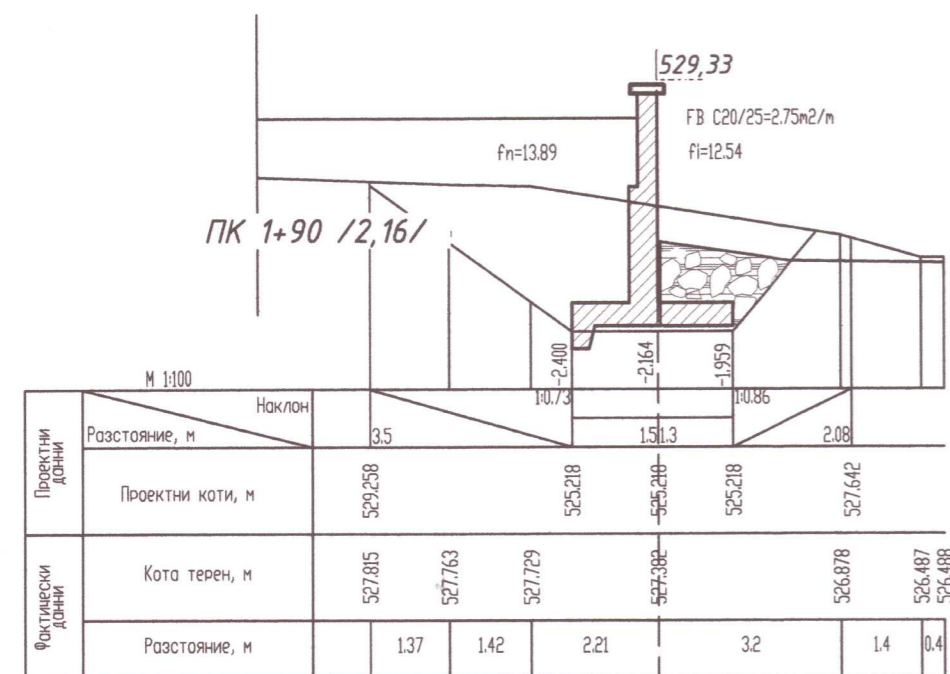 529,33
FB C20/25=2.75m2/m
fn=13.89
fi=12.54
ПК 1+90 /2,16/
-2.400
-2.164
-1.959
М 1:100
1:0.73
1:0.86
Наклон
Разстояние, м
3.5
1.5
1.3
2.08
Проектни данни
Проектни коти, м
529.258
525.218
525.218
525.218
527.642
Фактически данни
Кота терен, м
527.815
527.763
527.729
527.382
526.878
526.487
526.488
Разстояние, м
1.37
1.42
2.21
3.2
1.4
0.4